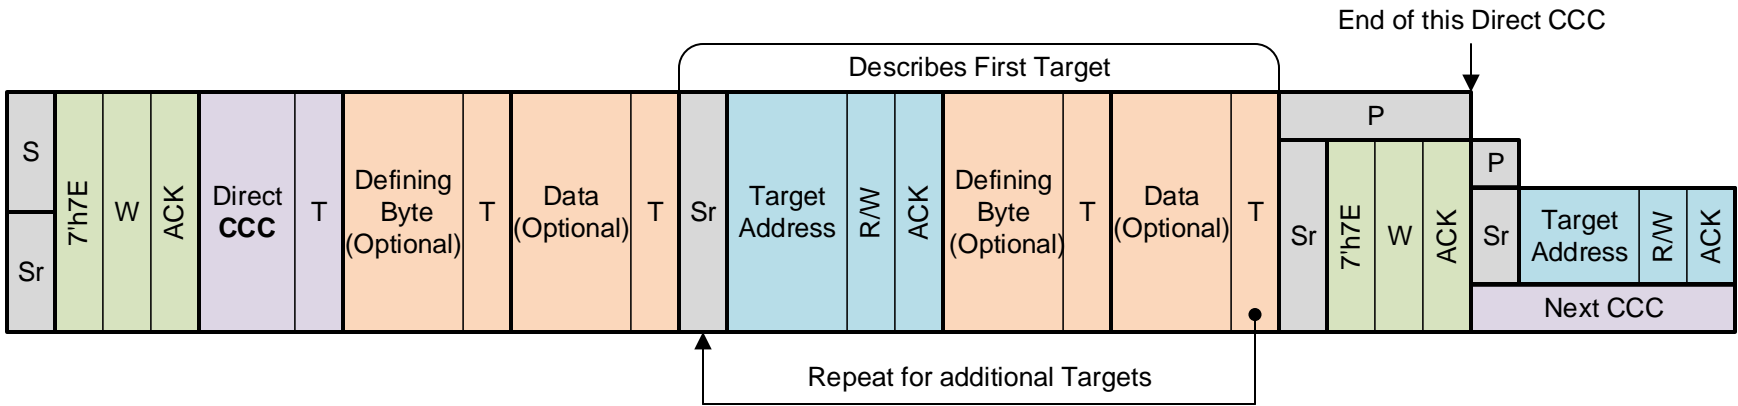 End of this Direct CCC
Describes First Target
S
Sr
7'h7E
W
ACK
Direct
CCC
T
Defining
Byte
(Optional)
T
Data
(Optional)
T
Sr
Target
Address
R/W
ACK
Defining
Byte
(Optional)
T
Data
(Optional)
T
P
Sr
7'h7E
W
ACK
P
Sr
Target
Address
R/W
ACK
Next CCC
Repeat for additional Targets